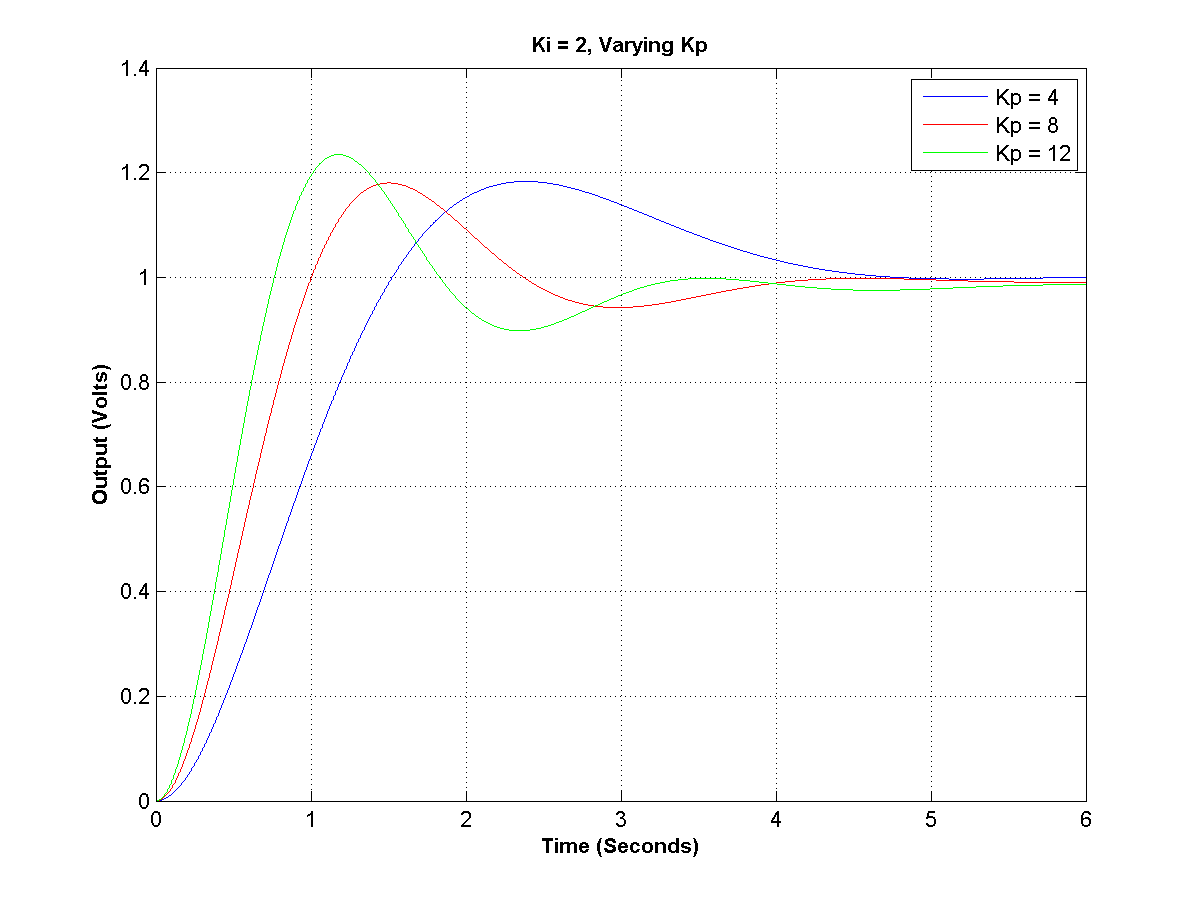 Ki = 2, Varying Kp
1.4
1.2
1
0.8
0.6
0.4
0.2
0
Output (Volts)
Kp = 4
Kp = 8
Kp = 12
0 1 2 3 4 5 6
Time (Seconds)